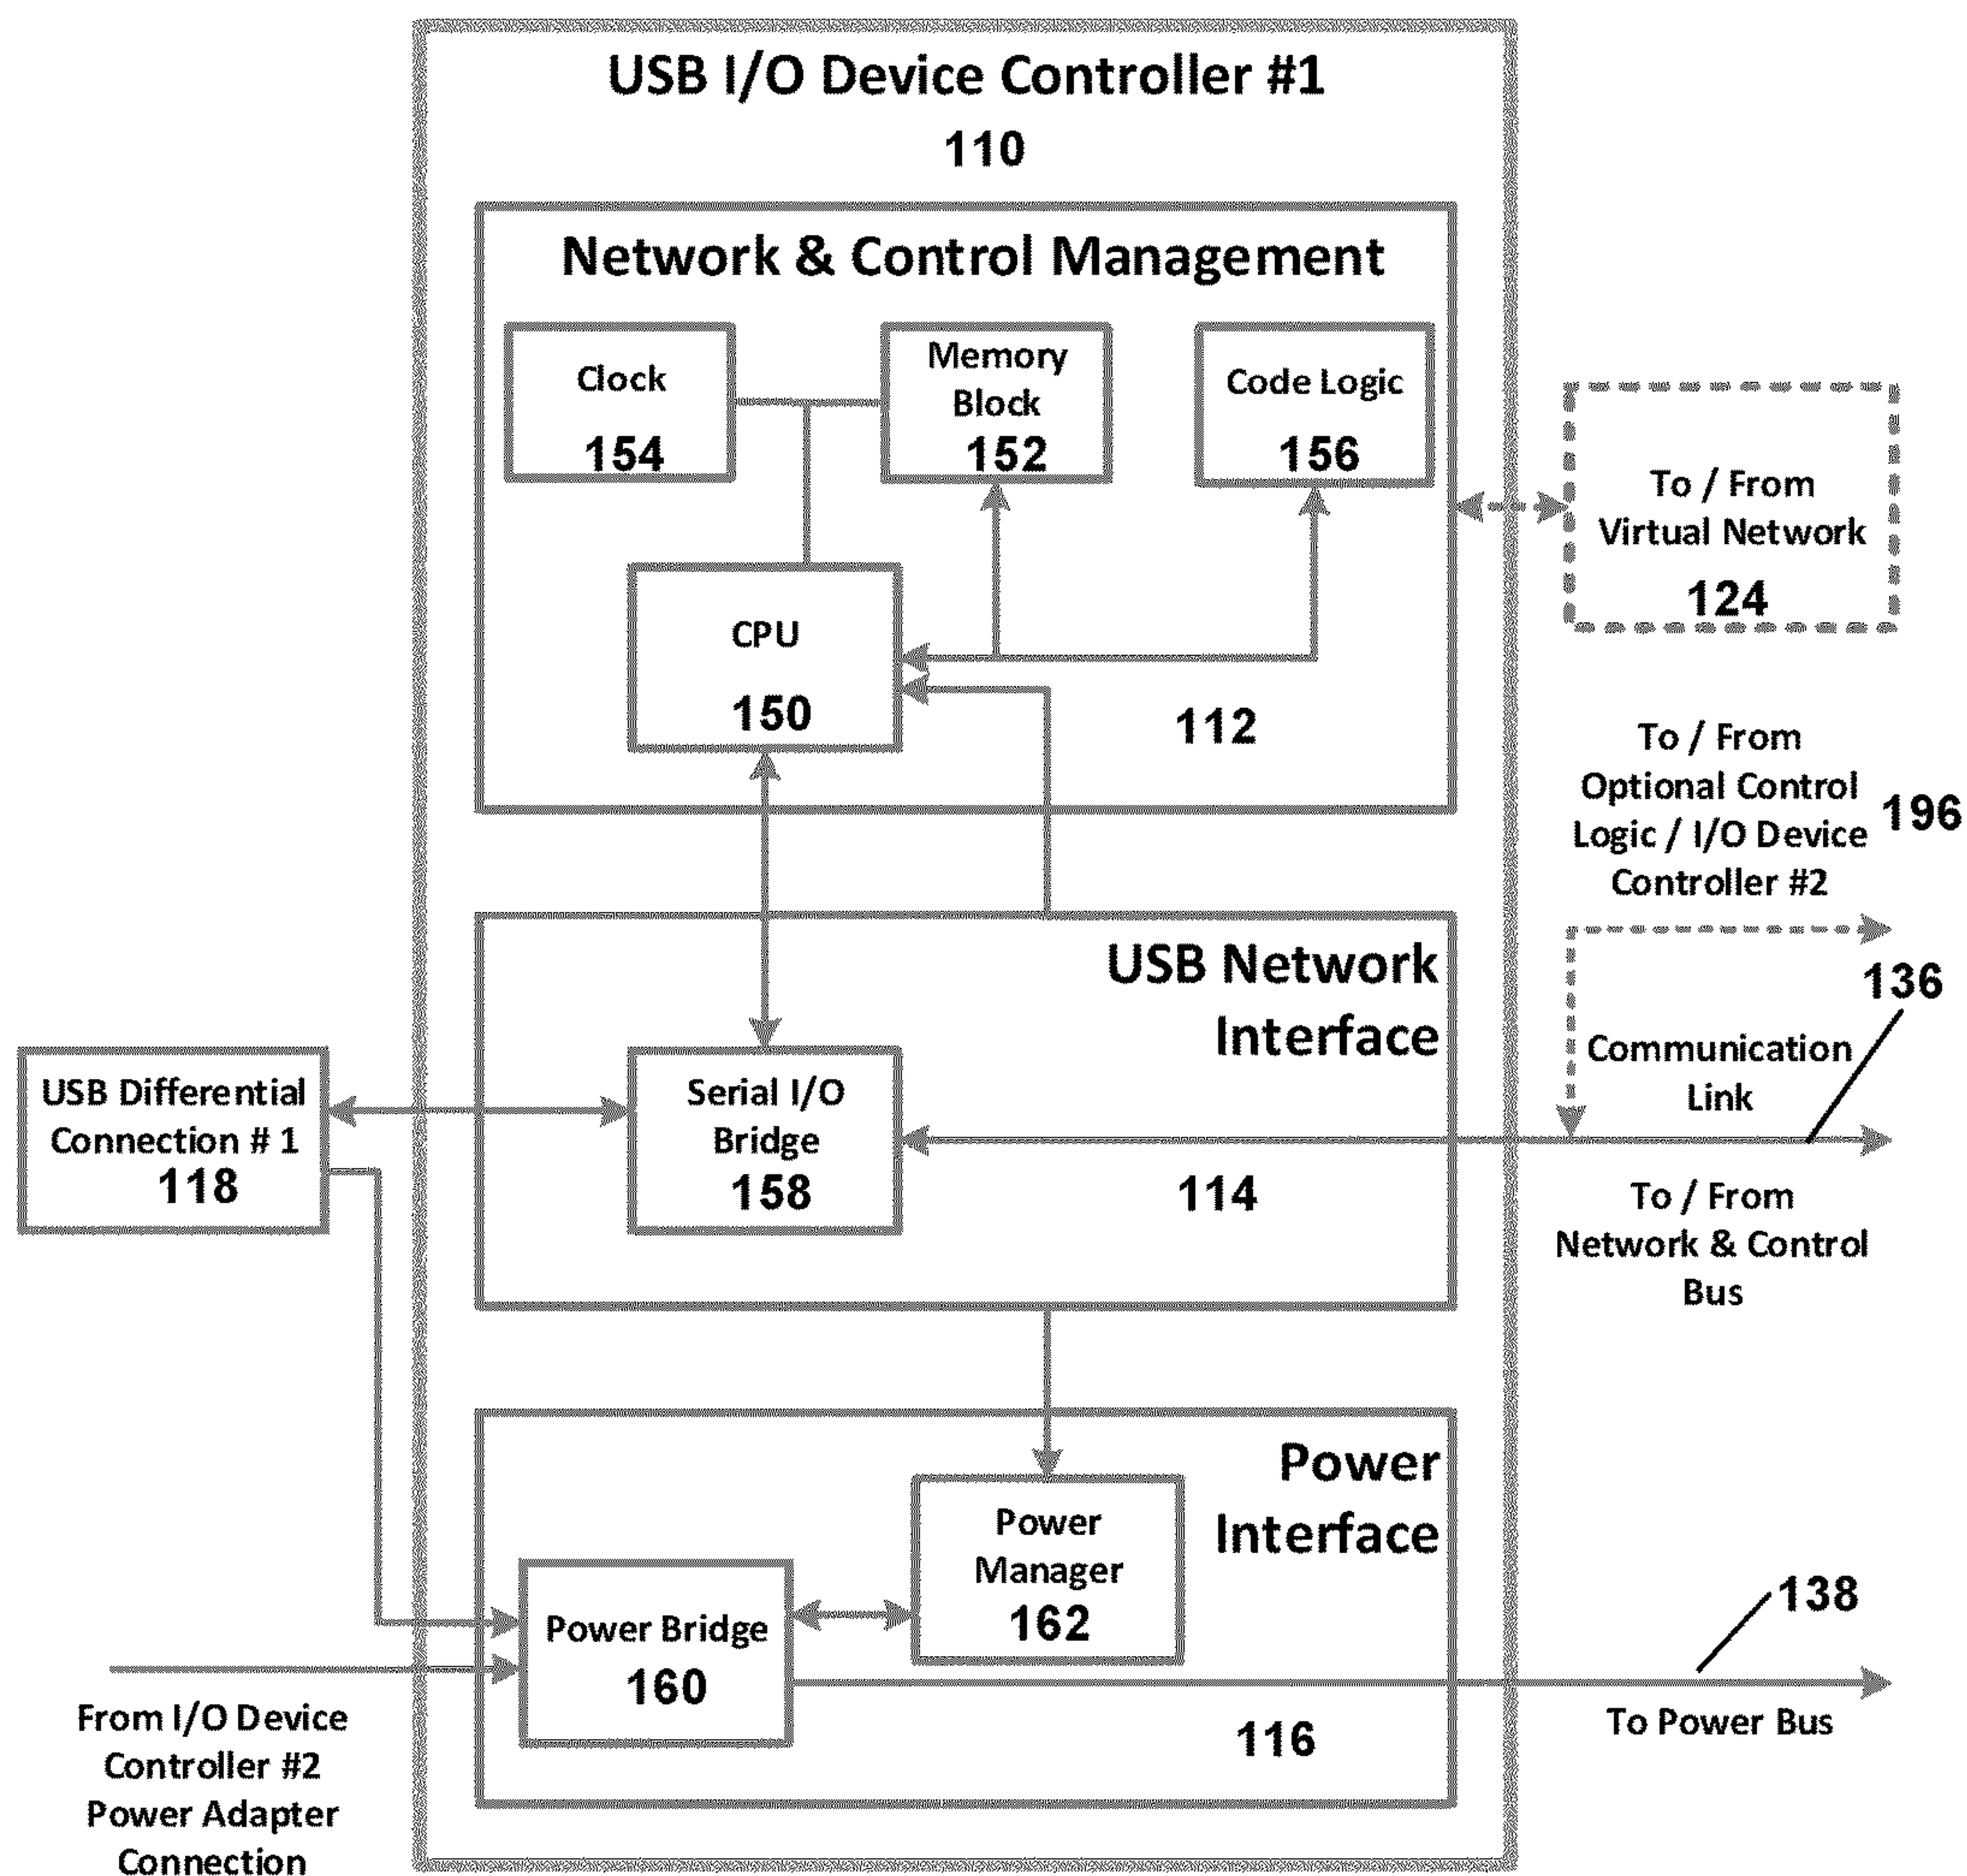 USB I/O Device Controller #1
110
Network & Control Management
Clock
154
Memory
Block
152
Code Logic
156
To / From
Virtual Network
124
CPU
150
112
To / From
Optional Control
Logic / I/O Device
Controller #2
196
USB Network
Interface
136
Communication
Link
USB Differential
Connection # 1
118
Serial I/O
Bridge
158
114
To / From
Network & Control
Bus
Power
Interface
Power
Manager
162
138
Power Bridge
160
To Power Bus
116
From I/O Device
Controller #2
Power Adapter
Connection